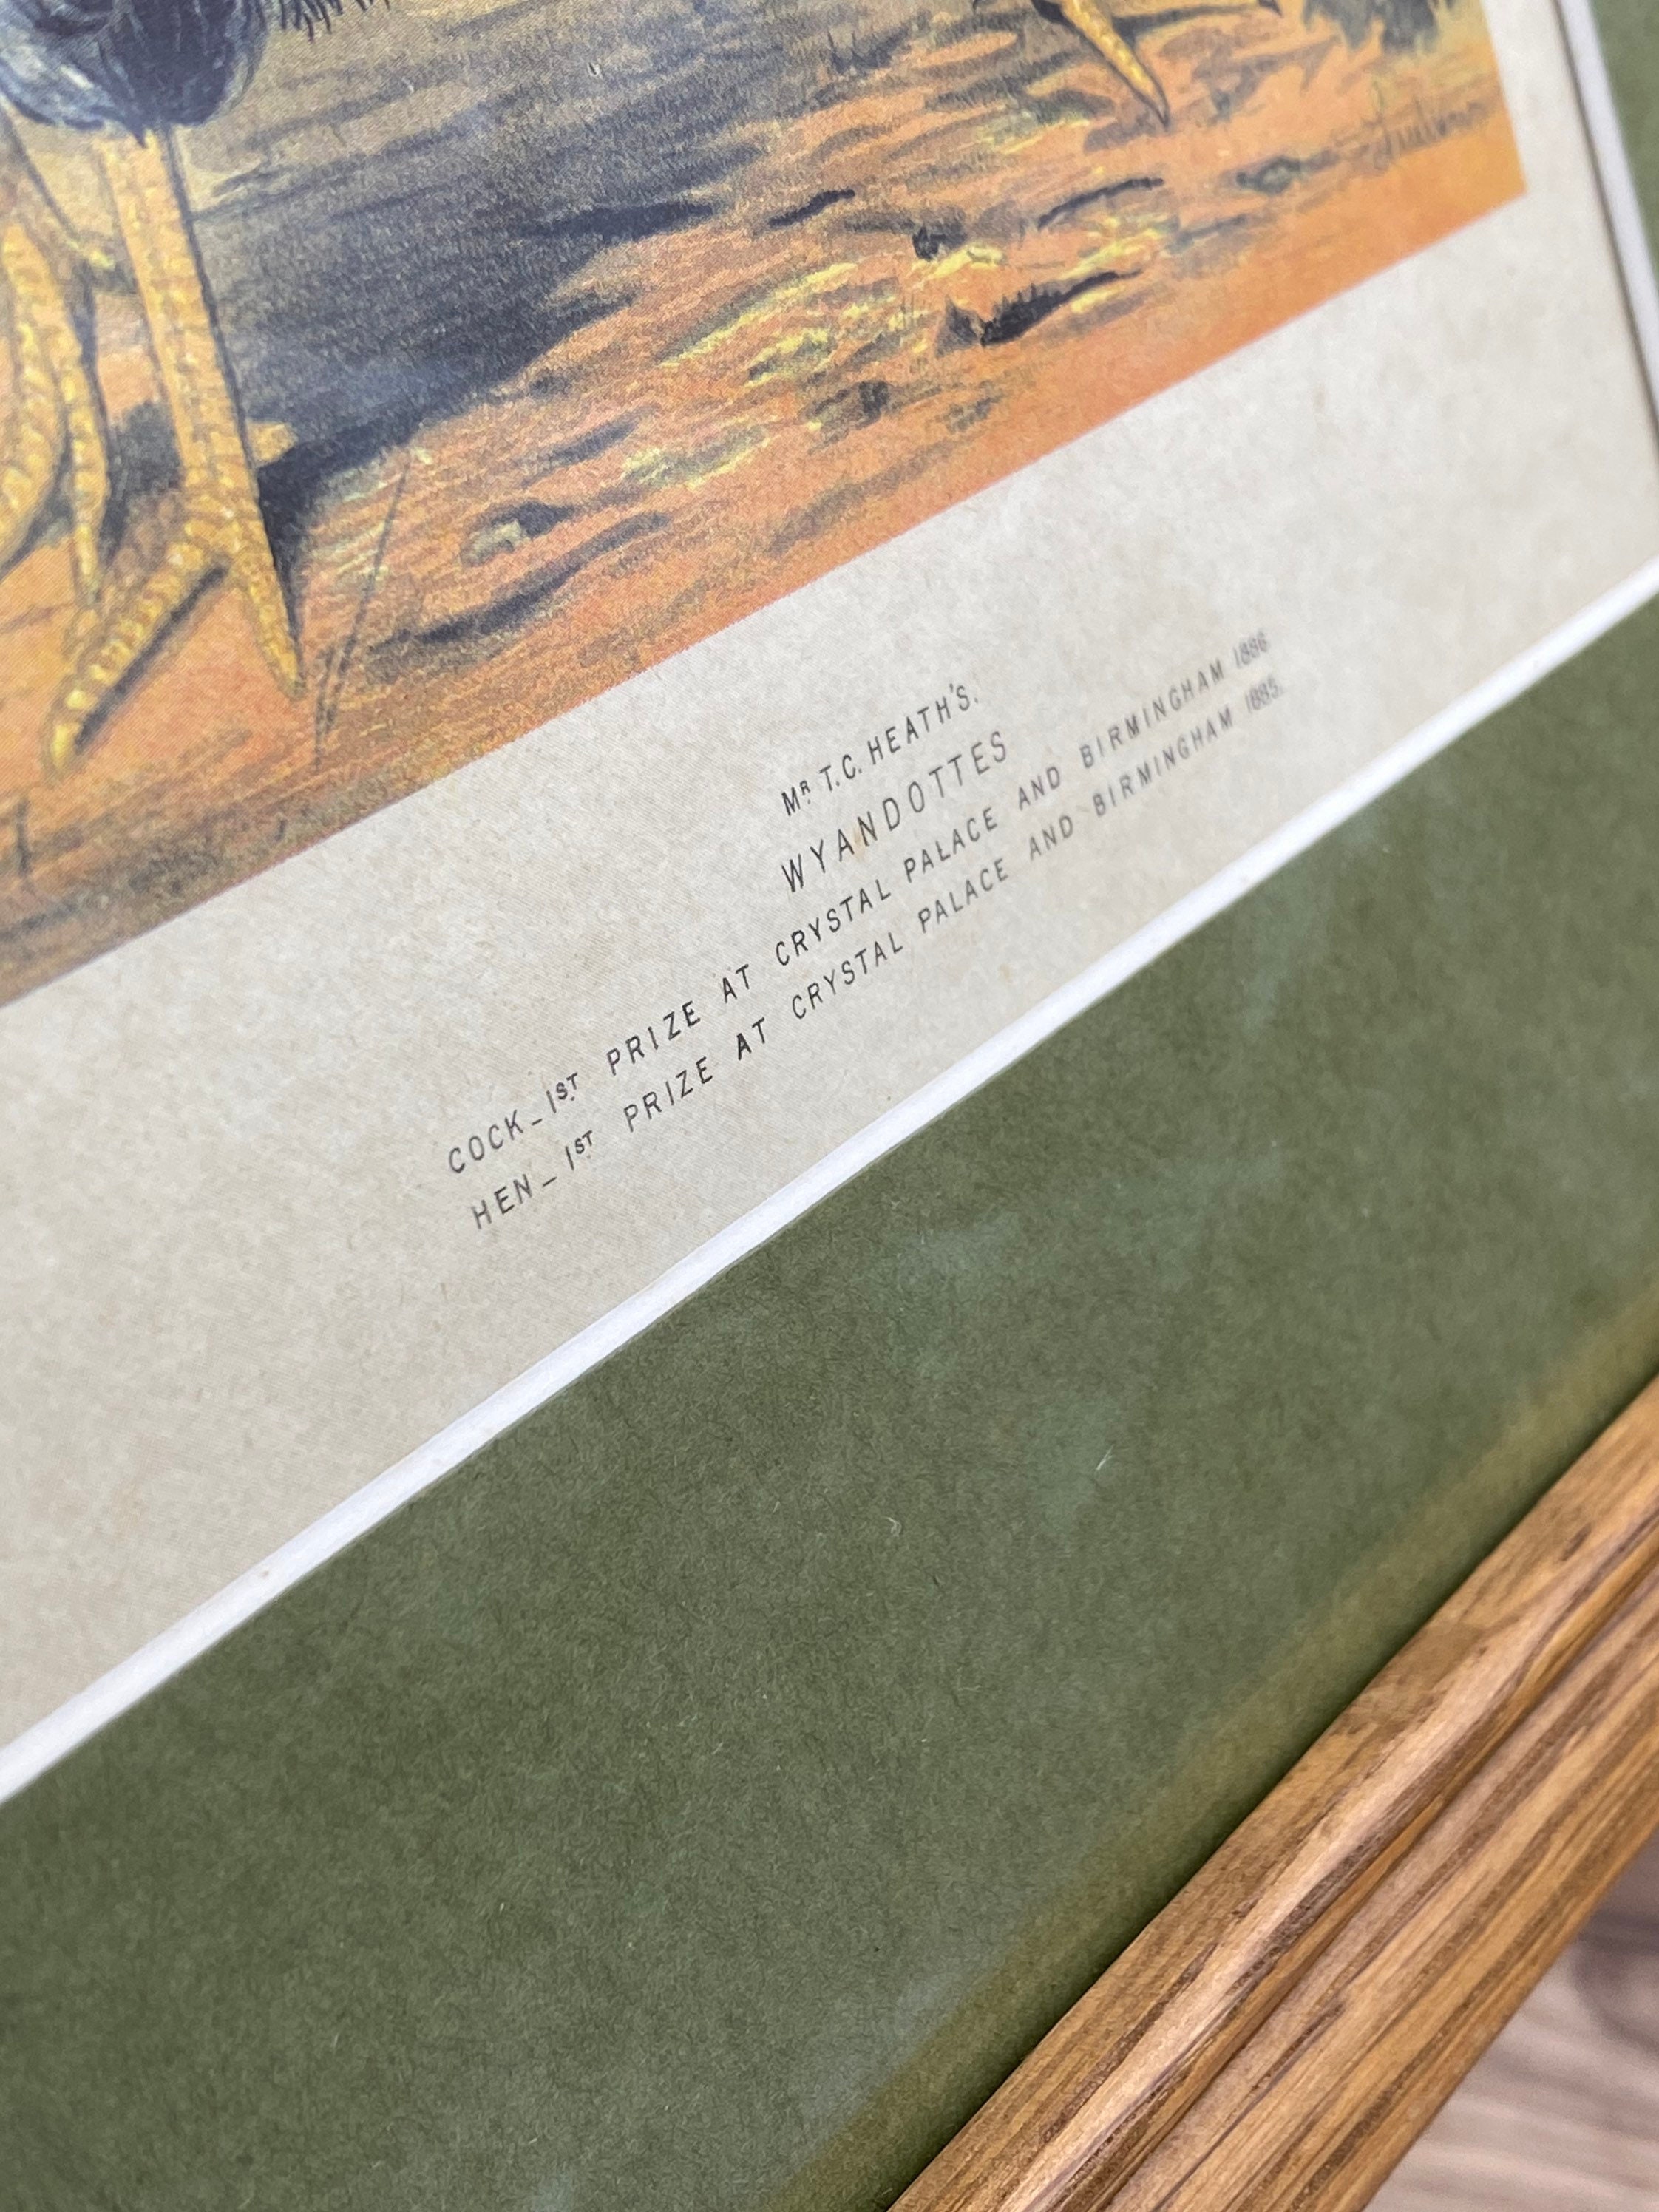 MR. T.C. HEATH'S.
WYANDOTTES
COCK_1ST. PRIZE AT CRYSTAL PALACE AND BIRMINGHAM 1886
HEN_1ST. PRIZE AT CRYSTAL PALACE AND BIRMINGHAM 1885.